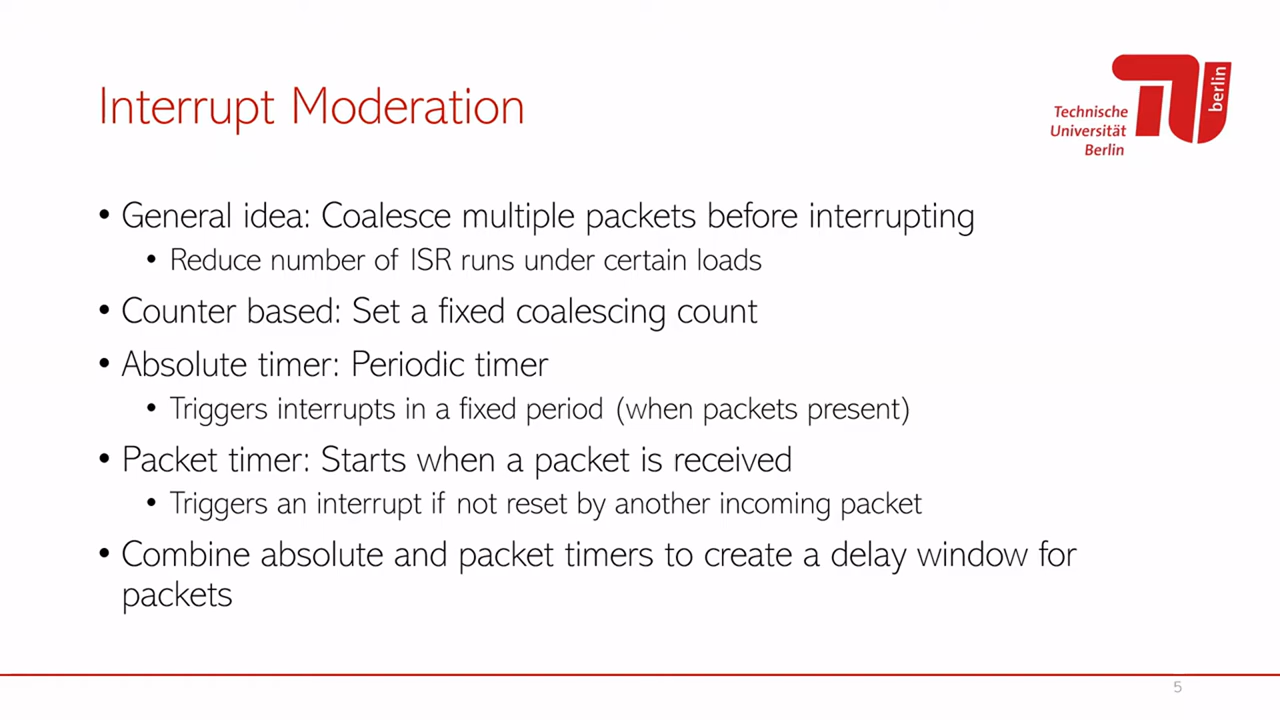 Interrupt Moderation
Technische
Universität
Berlin
berlin
• General idea: Coalesce multiple packets before interrupting
• Reduce number of ISR runs under certain loads
• Counter based: Set a fixed coalescing count
• Absolute timer: Periodic timer
• Triggers interrupts in a fixed period (when packets present)
• Packet timer: Starts when a packet is received
• Triggers an interrupt if not reset by another incoming packet
• Combine absolute and packet timers to create a delay window for
packets
5